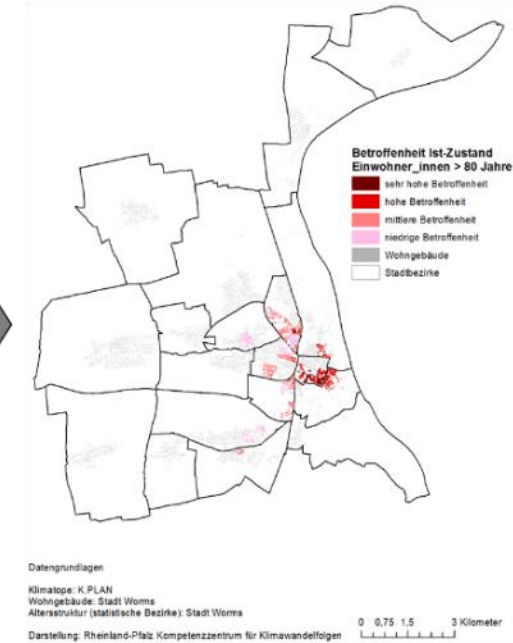 Betroffenheit Ist-Zustand
Einwohner_innen > 80 Jahre
sehr hohe Betroffenheit
hohe Betroffenheit
mittlere Betroffenheit
niedrige Betroffenheit
Wohngebäude
Stadtbezirke
Datengrundlagen
Klimatope: K.PLAN
Wohngebäude: Stadt Worms
Altersstruktur (statistische Bezirke): Stadt Worms
Darstellung: Rheinland-Pfalz Kompetenzzentrum für Klimawandelfolgen
0 0,75 1,5 3 Kilometer